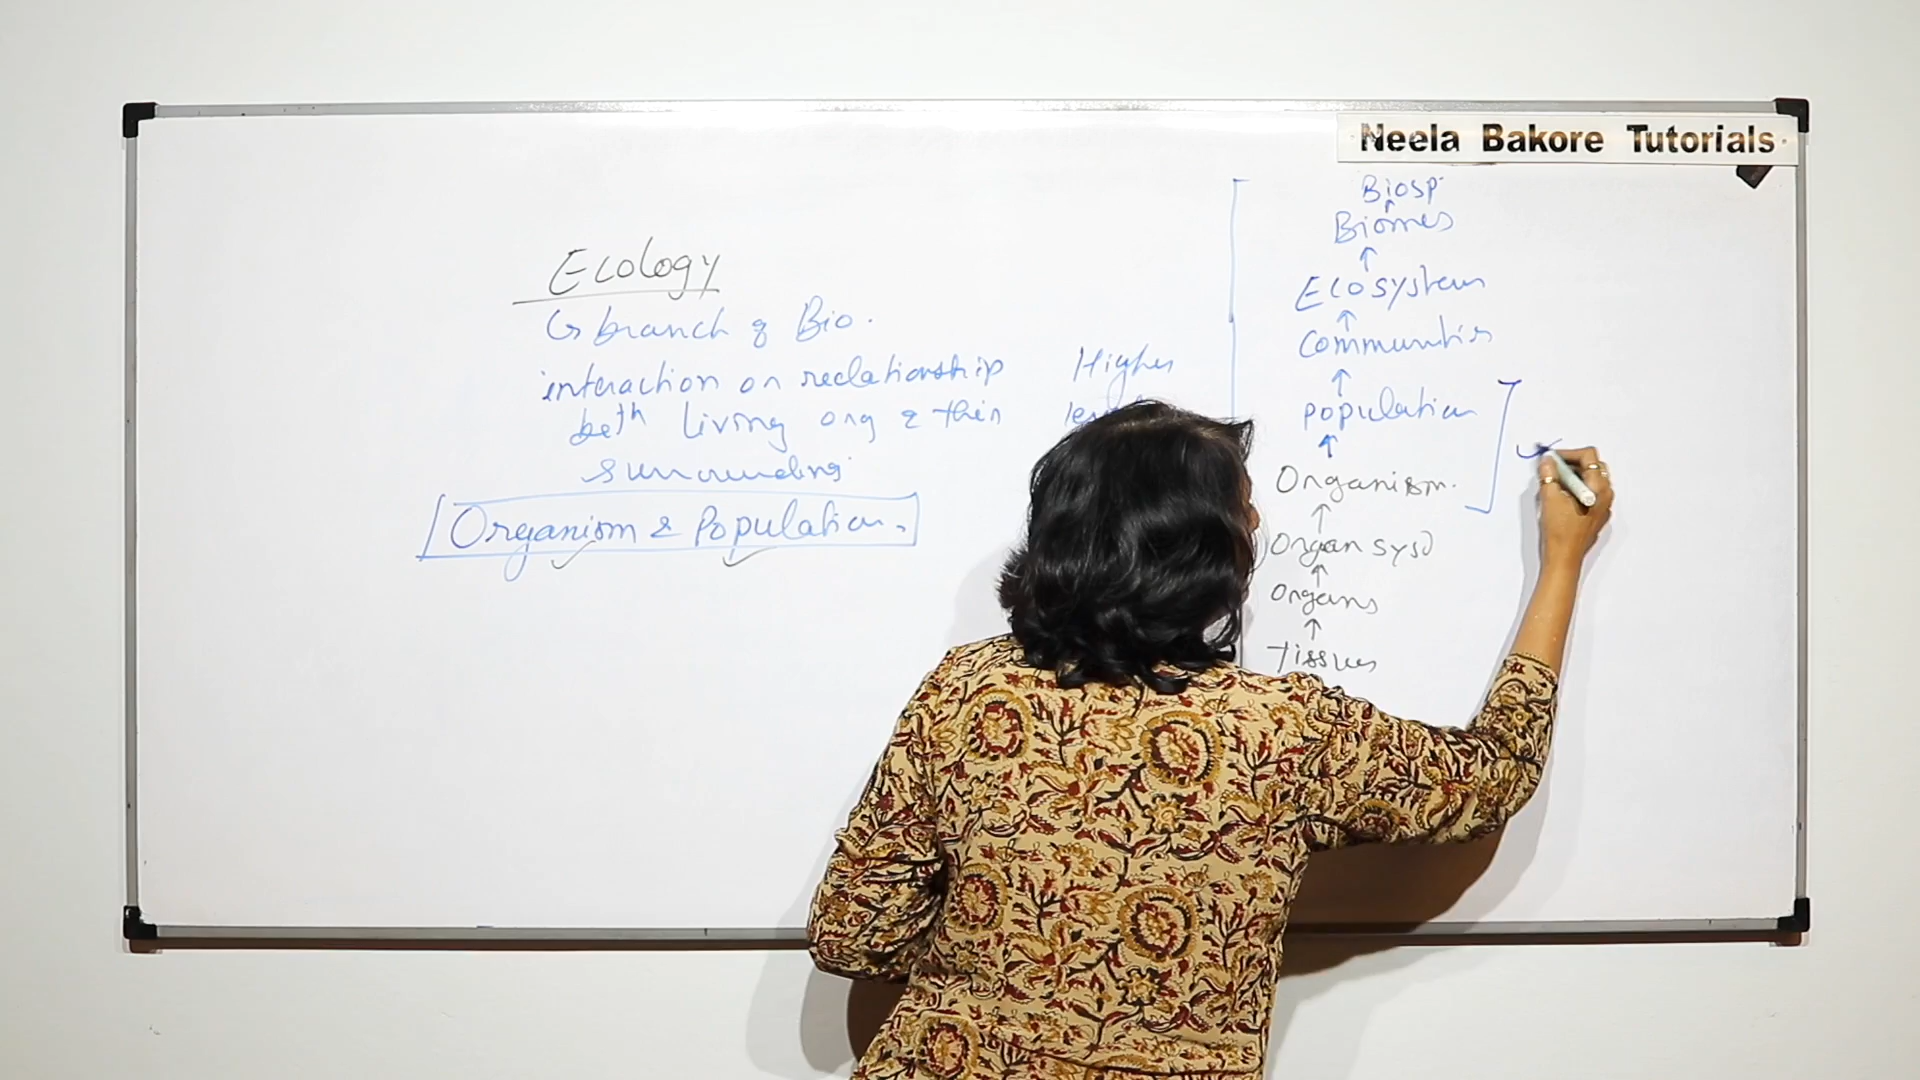 Neela Bakore Tutorials
Ecology
↳ branch of Bio.
interaction or reclationship
betn living org & their
surrounding
Organism & Population.
Higher
Biosp.
↑
Biomes
↑
Ecosystem
↑
Communities
↑
population
↑
Organism.
↑
Organ sys
↑
Organs
↑
Tissues